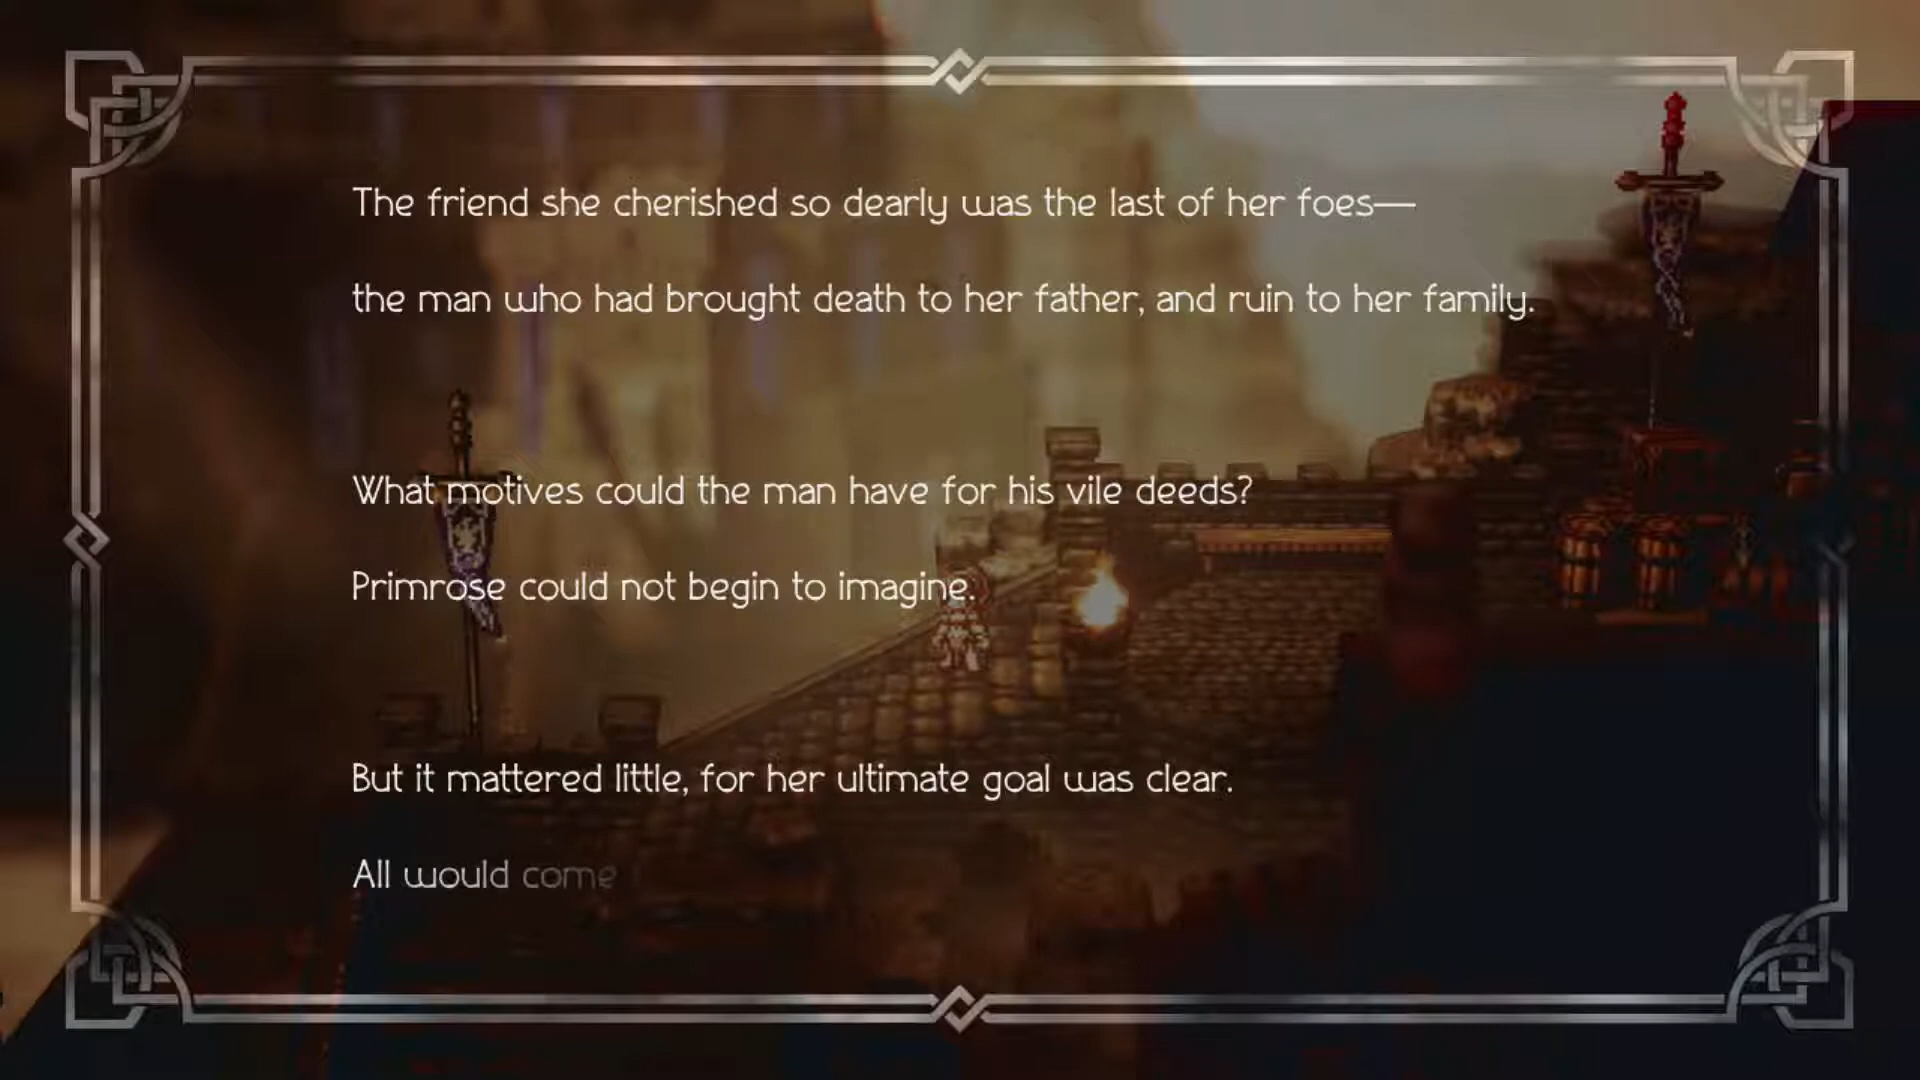 The friend she cherished so dearly was the last of her foes—
the man who had brought death to her father, and ruin to her family.
What motives could the man have for his vile deeds?
Primrose could not begin to imagine.
But it mattered little, for her ultimate goal was clear.
All would come